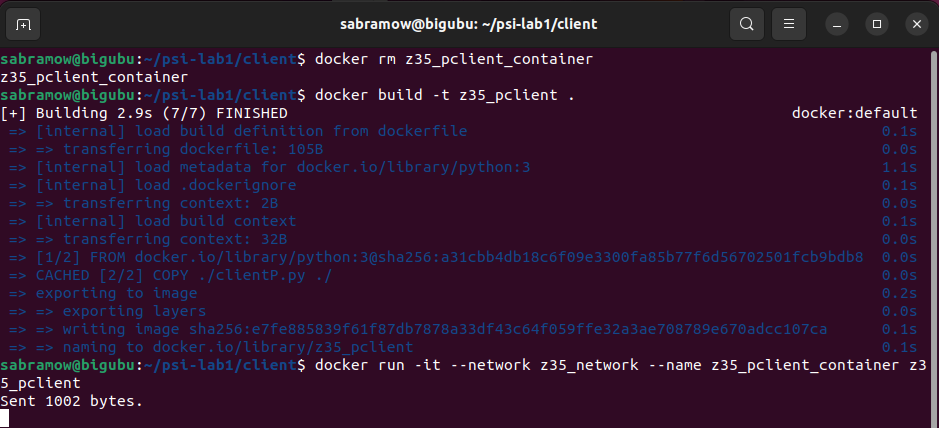 sabramow@bigubu: ~/psi-lab1/client
sabramow@bigubu:~/psi-lab1/client$ docker rm z35_pclient_container
z35_pclient_container
sabramow@bigubu:~/psi-lab1/client$ docker build -t z35_pclient .
[+] Building 2.9s (7/7) FINISHED docker:default
=> [internal] load build definition from dockerfile 0.1s
=> => transferring dockerfile: 105B 0.0s
=> [internal] load metadata for docker.io/library/python:3 1.1s
=> [internal] load .dockerignore 0.1s
=> => transferring context: 2B 0.0s
=> [internal] load build context 0.1s
=> => transferring context: 32B 0.0s
=> [1/2] FROM docker.io/library/python:3@sha256:a31cbb4db18c6f09e3300fa85b77f6d56702501fcb9bdb8 0.0s
=> CACHED [2/2] COPY ./clientP.py ./ 0.0s
=> exporting to image 0.2s
=> => exporting layers 0.0s
=> => writing image sha256:e7fe885839f61f87db7878a33df43c64f059ffe32a3ae708789e670adcc107ca 0.1s
=> => naming to docker.io/library/z35_pclient 0.1s
sabramow@bigubu:~/psi-lab1/client$ docker run -it --network z35_network --name z35_pclient_container z3
5_pclient
Sent 1002 bytes.